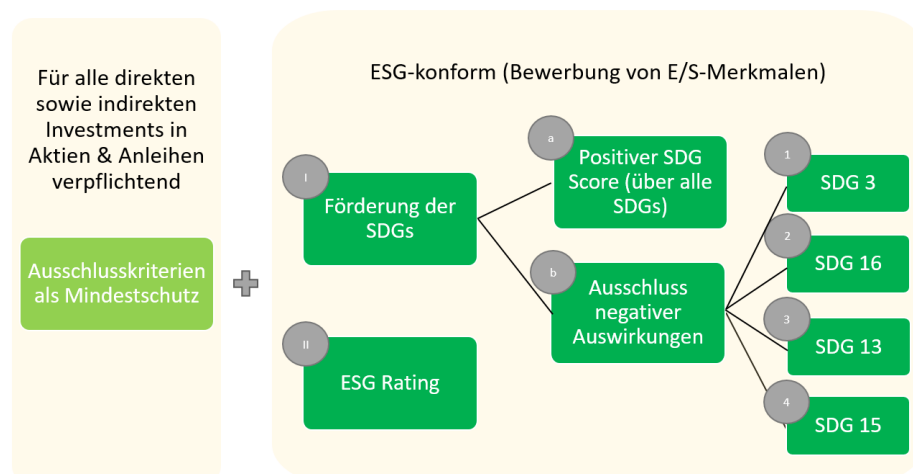 Für alle direkten
sowie indirekten
Investments in
Aktien & Anleihen
verpflichtend
Ausschlusskriterien
als Mindestschutz
ESG-konform (Bewerbung von E/S-Merkmalen)
I
Förderung der
SDGs
II
ESG Rating
a
Positiver SDG
Score (über alle
SDGs)
b
Ausschluss
negativer
Auswirkungen
1
SDG 3
2
SDG 16
3
SDG 13
4
SDG 15